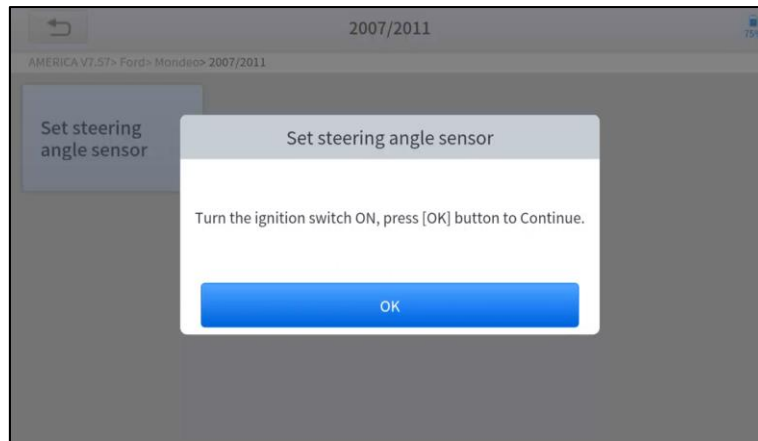 2007/2011
75%
AMERICA V7.57> Ford> Mondeo> 2007/2011
Set steering
angle sensor
Set steering angle sensor
Turn the ignition switch ON, press [OK] button to Continue.
OK